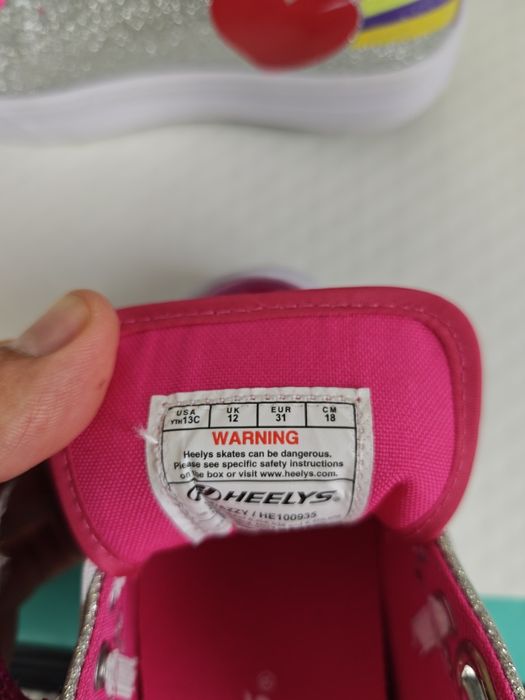 USA UK EUR CM
YTH 13C 12 31 18
WARNING
Heelys skates can be dangerous.
Please see specific safety instructions
on the box or visit www.heelys.com.
HEELYS®
/ HE100935